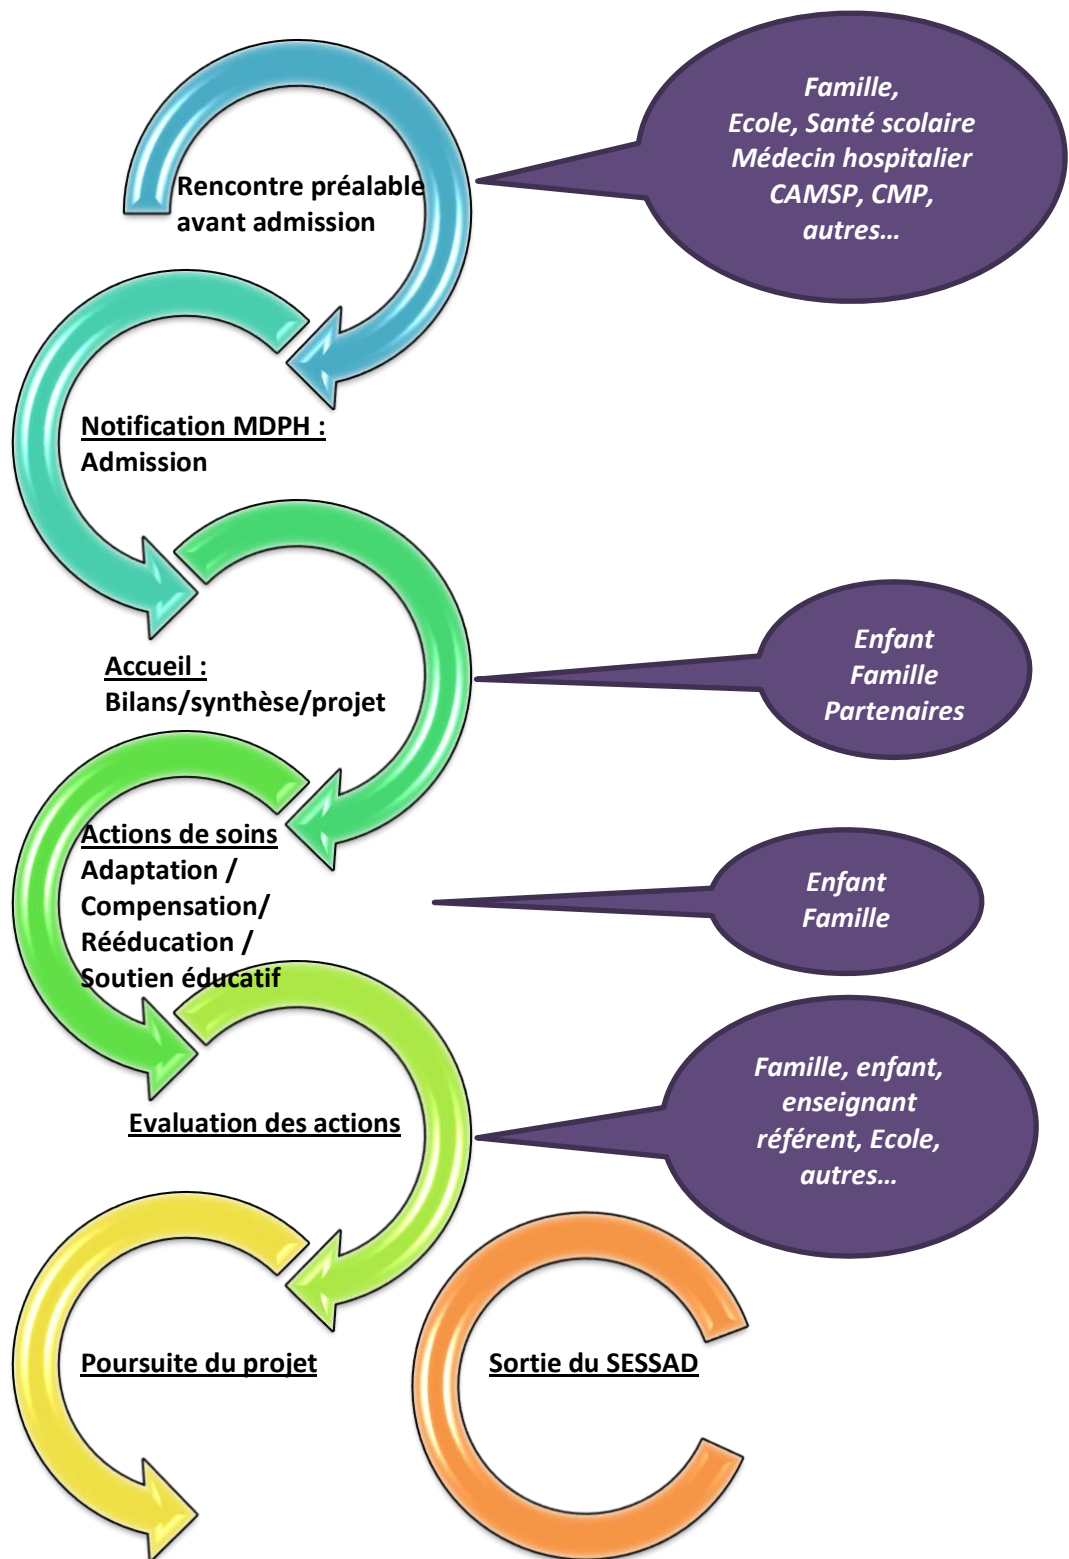 Famille,
Ecole, Santé scolaire
Médecin hospitalier
CAMSP, CMP,
autres…
Rencontre préalable
avant admission
Notification MDPH :
Admission
Accueil :
Bilans/synthèse/projet
Enfant
Famille
Partenaires
Actions de soins
Adaptation /
Compensation/
Rééducation /
Soutien éducatif
Enfant
Famille
Evaluation des actions
Famille, enfant,
enseignant
référent, Ecole,
autres…
Poursuite du projet
Sortie du SESSAD